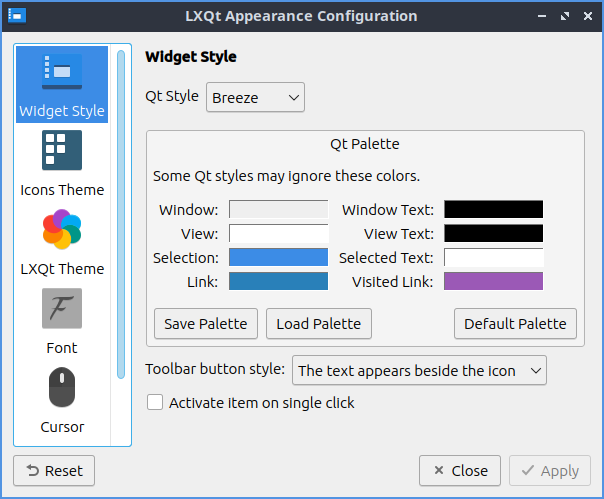 LXQt Appearance Configuration
Widget Style
Icons Theme
LXQt Theme
Font
Cursor
Widget Style
Qt Style Breeze
Qt Palette
Some Qt styles may ignore these colors.
Window: Window Text:
View: View Text:
Selection: Selected Text:
Link: Visited Link:
Save Palette Load Palette Default Palette
Toolbar button style: The text appears beside the icon
Activate item on single click
Reset Close Apply